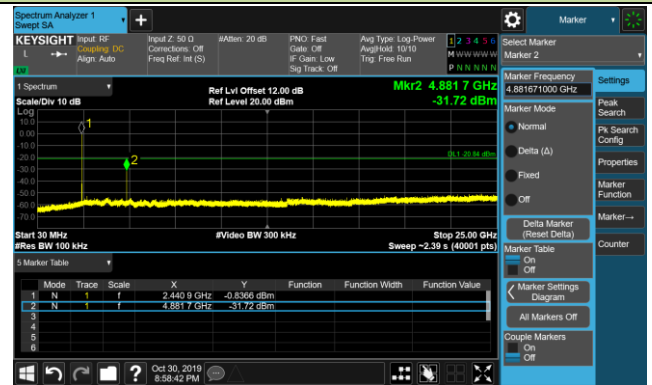 Spectrum Analyzer 1
Swept SA
Marker
KEYSIGHT
L
Input: RF
Coupling: DC
Align: Auto
Input Z: 50 Ω
Corrections: Off
Freq Ref: Int (S)
#Atten: 20 dB
PNO: Fast
Gate: Off
IF Gain: Low
Sig Track: Off
Avg Type: Log-Power
Avg|Hold: 10/10
Trig: Free Run
1 2 3 4 5 6
M W W W W W
P N N N N N
Select Marker
Marker 2
1 Spectrum
Scale/Div 10 dB
Log
Ref Lvl Offset 12.00 dB
Ref Level 20.00 dBm
Mkr2 4.881 7 GHz
-31.72 dBm
10.0
0.00
-10.0
-20.0
-30.0
-40.0
-50.0
-60.0
-70.0
1
2
Start 30 MHz
#Res BW 100 kHz
#Video BW 300 kHz
Stop 25.00 GHz
Sweep ~2.39 s (40001 pts)
5 Marker Table
Mode Trace Scale X Y Function Function Width Function Value
1 N 1 f 2.440 9 GHz -0.8366 dBm
2 N 1 f 4.881 7 GHz -31.72 dBm
3
4
5
6
Marker Frequency
4.881671000 GHz
Marker Mode
Normal
Delta (Δ)
Fixed
Off
Delta Marker
(Reset Delta)
Marker Table
On
Off
Marker Settings
Diagram
All Markers Off
Couple Markers
On
Off
Settings
Peak
Search
Pk Search
Config
Properties
Marker
Function
Marker→
Counter
?
Oct 30, 2019
8:58:42 PM